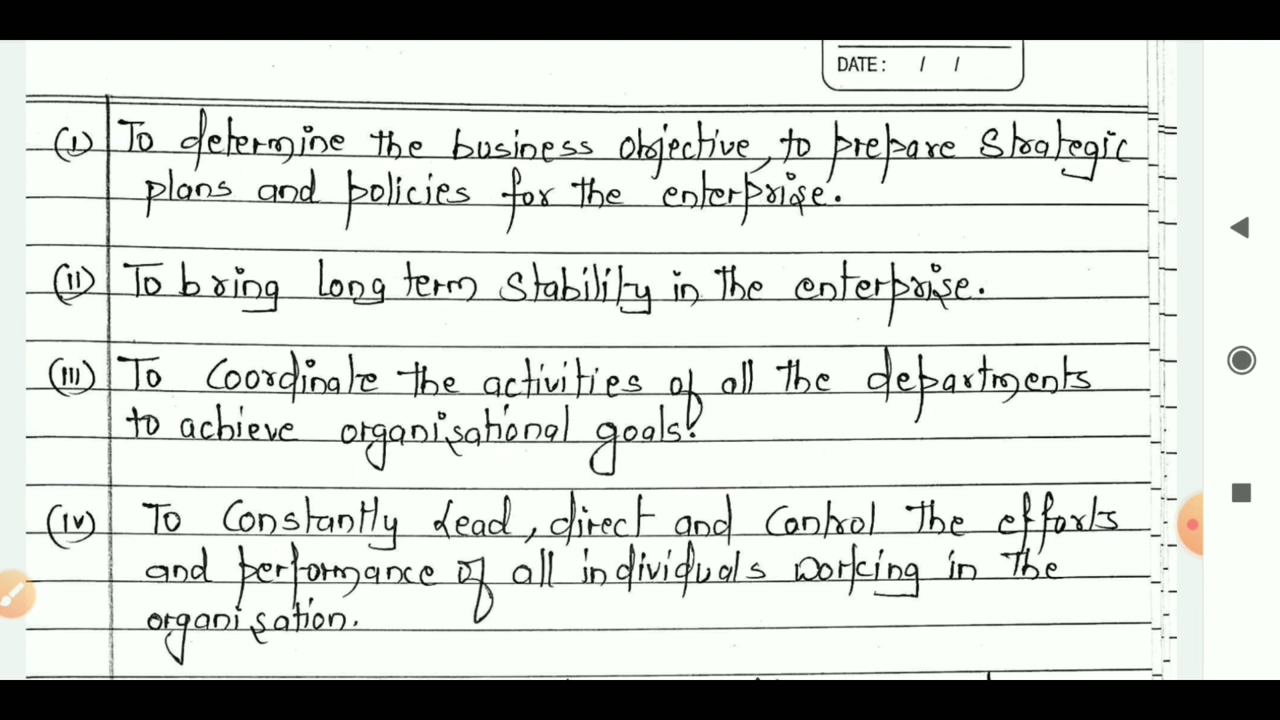 DATE: / /
(i) To determine the business objective, to prepare strategic
plans and policies for the enterprise.
(ii) To bring long term stability in the enterprise.
(iii) To coordinate the activities of all the departments
to achieve organisational goals.
(iv) To constantly lead, direct and control the efforts
and performance of all individuals working in the
organisation.